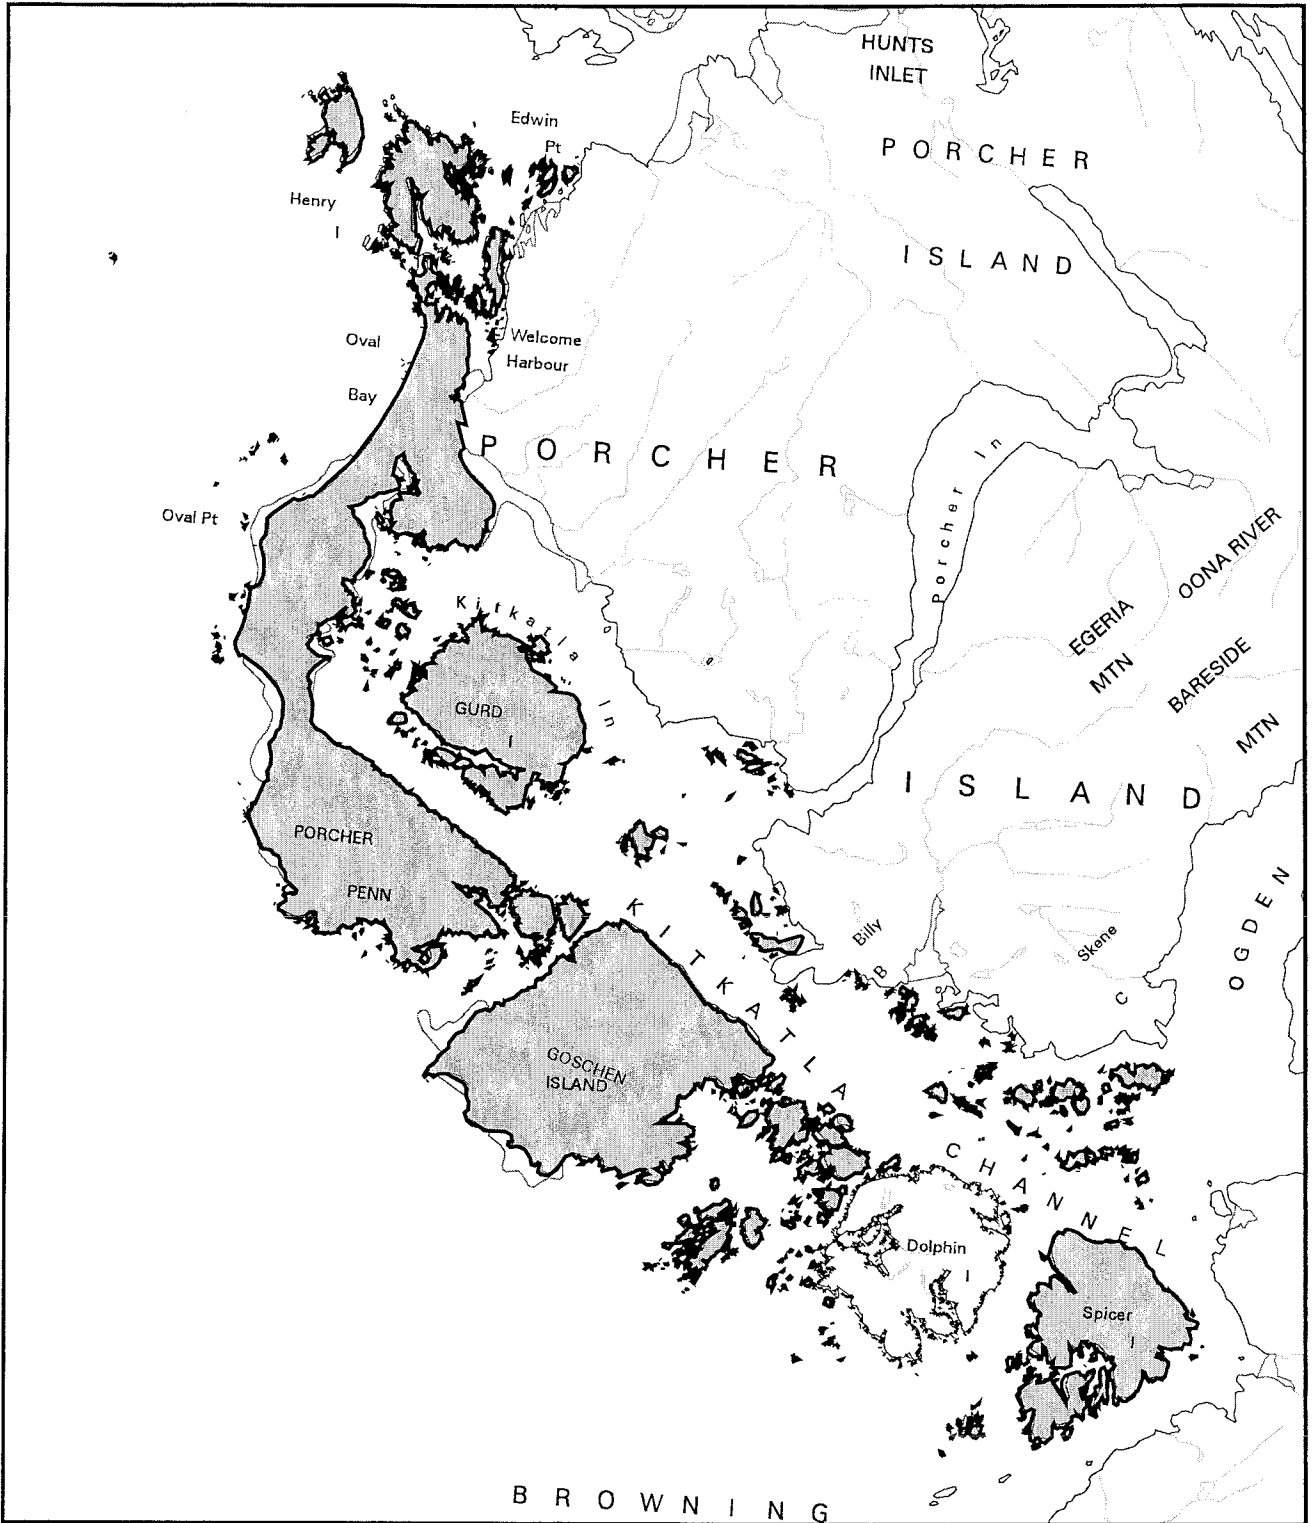 HUNTS
INLET
Edwin
Pt
PORCHER
ISLAND
Henry
I
Oval
Bay
Welcome
Harbour
PORCHER
Porcher In
Oval Pt
OONA RIVER
EGERIA
MTN
BARESIDE
MTN
Kitkatla In
GURD
I
ISLAND
PORCHER
PENN
OGDEN
Billy
B
Skene
C
KITKATLA
GOSCHEN
ISLAND
CHANNEL
Dolphin
I
Spicer
I
BROWNING